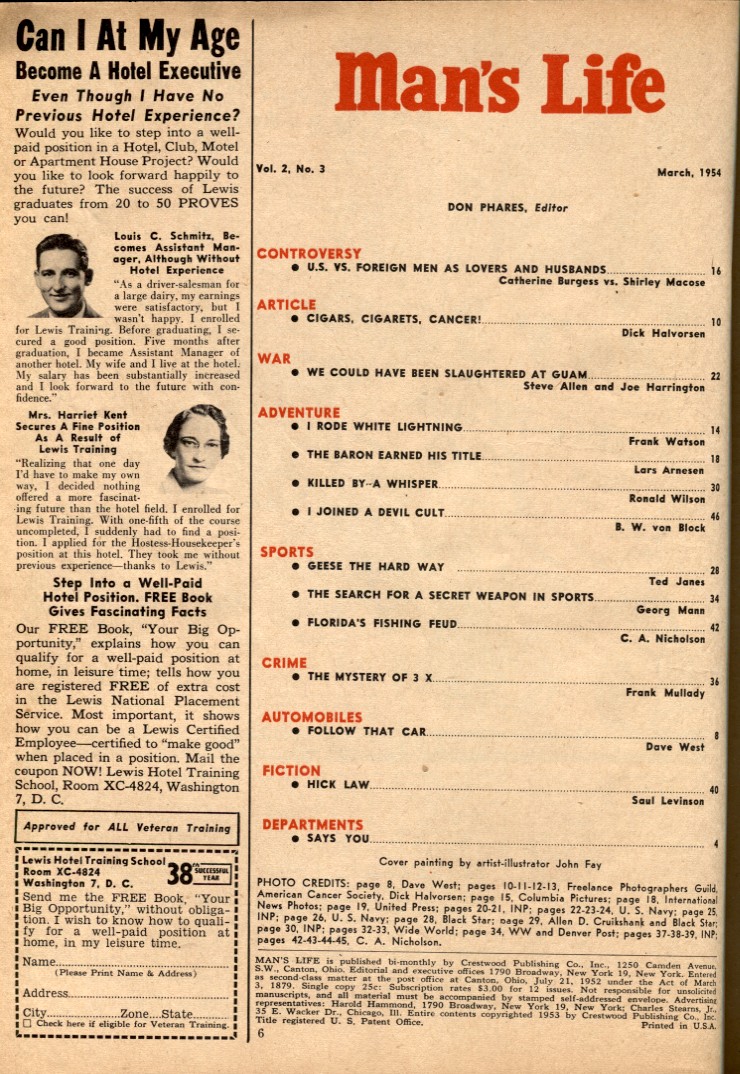 Can I At My Age
Become A Hotel Executive
Even Though I Have No
Previous Hotel Experience?
Would you like to step into a well-
paid position in a Hotel, Club, Motel
or Apartment House Project? Would
you like to look forward happily to
the future? The success of Lewis
graduates from 20 to 50 PROVES
you can!
Louis C. Schmitz, Be-
comes Assistant Man-
ager, Although Without
Hotel Experience
"As a driver-salesman for
a large dairy, my earnings
were satisfactory, but I
wasn't happy. I enrolled
for Lewis Training. Before graduating, I se-
cured a good position. Five months after
graduation, I became Assistant Manager of
another hotel. My wife and I live at the hotel.
My salary has been substantially increased
and I look forward to the future with con-
fidence."
Mrs. Harriet Kent
Secures A Fine Position
As A Result of
Lewis Training
"Realizing that one day
I'd have to make my own
way, I decided nothing
offered a more fascinat-
ing future than the hotel field. I enrolled for
Lewis Training. With one-fifth of the course
uncompleted, I suddenly had to find a posi-
tion. I applied for the Hostess-Housekeeper's
position at this hotel. They took me without
previous experience—thanks to Lewis."
Step Into a Well-Paid
Hotel Position. FREE Book
Gives Fascinating Facts
Our FREE Book, "Your Big Op-
portunity," explains how you can
qualify for a well-paid position at
home, in leisure time; tells how you
are registered FREE of extra cost
in the Lewis National Placement
Service. Most important, it shows
how you can be a Lewis Certified
Employee—certified to "make good"
when placed in a position. Mail the
coupon NOW! Lewis Hotel Training
School, Room XC-4824, Washington
7, D. C.
Approved for ALL Veteran Training
Lewis Hotel Training School
Room XC-4824
Washington 7, D. C.
38th SUCCESSFUL YEAR
Send me the FREE Book, "Your
Big Opportunity," without obliga-
tion. I wish to know how to quali-
fy for a well-paid position at
home, in my leisure time.
Name
(Please Print Name & Address)
Address
City Zone State
Check here if eligible for Veteran Training.
Man's Life
Vol. 2, No. 3 March, 1954
DON PHARES, Editor
CONTROVERSY
● U.S. VS. FOREIGN MEN AS LOVERS AND HUSBANDS 16
Catherine Burgess vs. Shirley Macose
ARTICLE
● CIGARS, CIGARETS, CANCER! 10
Dick Halvorsen
WAR
● WE COULD HAVE BEEN SLAUGHTERED AT GUAM 22
Steve Allen and Joe Harrington
ADVENTURE
● I RODE WHITE LIGHTNING 14
Frank Watson
● THE BARON EARNED HIS TITLE 18
Lars Arnesen
● KILLED BY A WHISPER 30
Ronald Wilson
● I JOINED A DEVIL CULT 46
B. W. von Block
SPORTS
● GEESE THE HARD WAY 28
Ted Janes
● THE SEARCH FOR A SECRET WEAPON IN SPORTS 34
Georg Mann
● FLORIDA'S FISHING FEUD 42
C. A. Nicholson
CRIME
● THE MYSTERY OF 3 X 36
Frank Mullady
AUTOMOBILES
● FOLLOW THAT CAR 8
Dave West
FICTION
● HICK LAW 40
Saul Levinson
DEPARTMENTS
● SAYS YOU 4
Cover painting by artist-illustrator John Fay
PHOTO CREDITS: page 8, Dave West; pages 10-11-12-13, Freelance Photographers Guild,
American Cancer Society, Dick Halvorsen; page 15, Columbia Pictures; page 18, International
News Photos; page 19, United Press; pages 20-21, INP; pages 22-23-24, U. S. Navy; page 25,
INP; page 26, U. S. Navy; page 28, Black Star; page 29, Allen D. Cruikshank and Black Star;
page 30, INP; pages 32-33, Wide World; page 34, WW and Denver Post; pages 37-38-39, INP;
pages 42-43-44-45, C. A. Nicholson.
MAN'S LIFE is published bi-monthly by Crestwood Publishing Co., Inc., 1250 Camden Avenue,
S.W., Canton, Ohio. Editorial and executive offices 1790 Broadway, New York 19, New York. Entered
as second-class matter at the post office at Canton, Ohio, July 21, 1952 under the Act of March
3, 1879. Single copy 25c: Subscription rates $3.00 for 12 issues. Not responsible for unsolicited
manuscripts, and all material must be accompanied by stamped self-addressed envelope. Advertising
representatives: Harold Hammond, 1790 Broadway, New York 19, New York; Charles Stearns, Jr.,
35 E. Wacker Dr., Chicago, Ill. Entire contents copyrighted 1953 by Crestwood Publishing Co., Inc.
Title registered U. S. Patent Office. Printed in U.S.A.
6